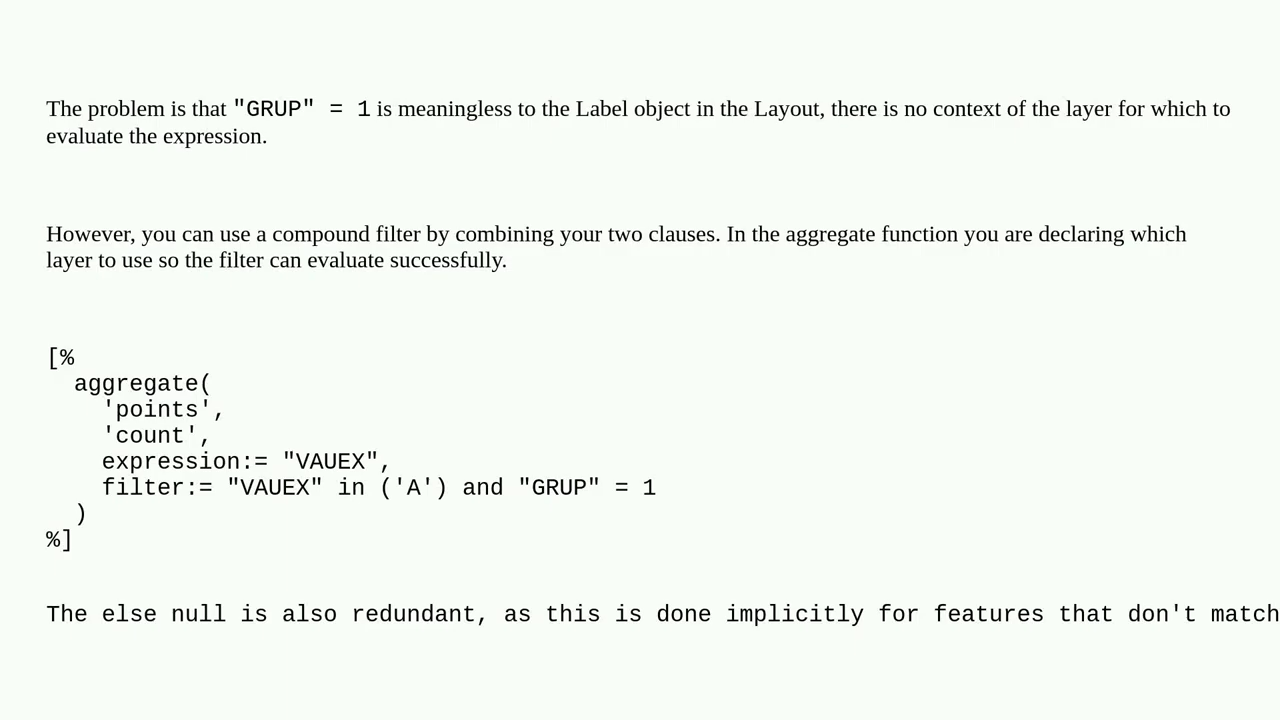 The problem is that "GRUP" = 1 is meaningless to the Label object in the Layout, there is no context of the layer for which to
evaluate the expression.
However, you can use a compound filter by combining your two clauses. In the aggregate function you are declaring which
layer to use so the filter can evaluate successfully.
[%
  aggregate(
    'points',
    'count',
    expression:= "VAUEX",
    filter:= "VAUEX" in ('A') and "GRUP" = 1
  )
%]
The else null is also redundant, as this is done implicitly for features that don't match